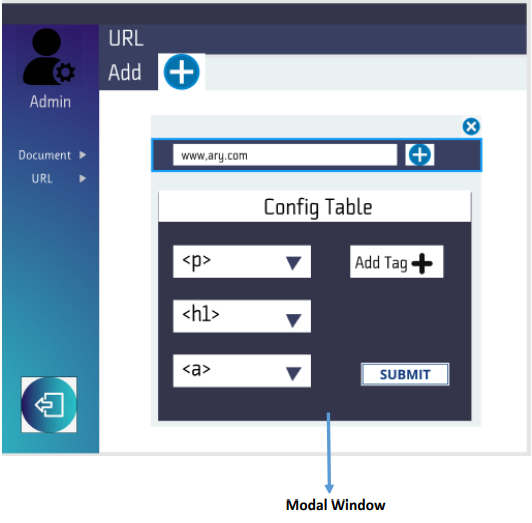 URL
Add
Admin
Document
URL
www,ary.com
Config Table
<p>
Add Tag
<h1>
<a>
SUBMIT
Modal Window